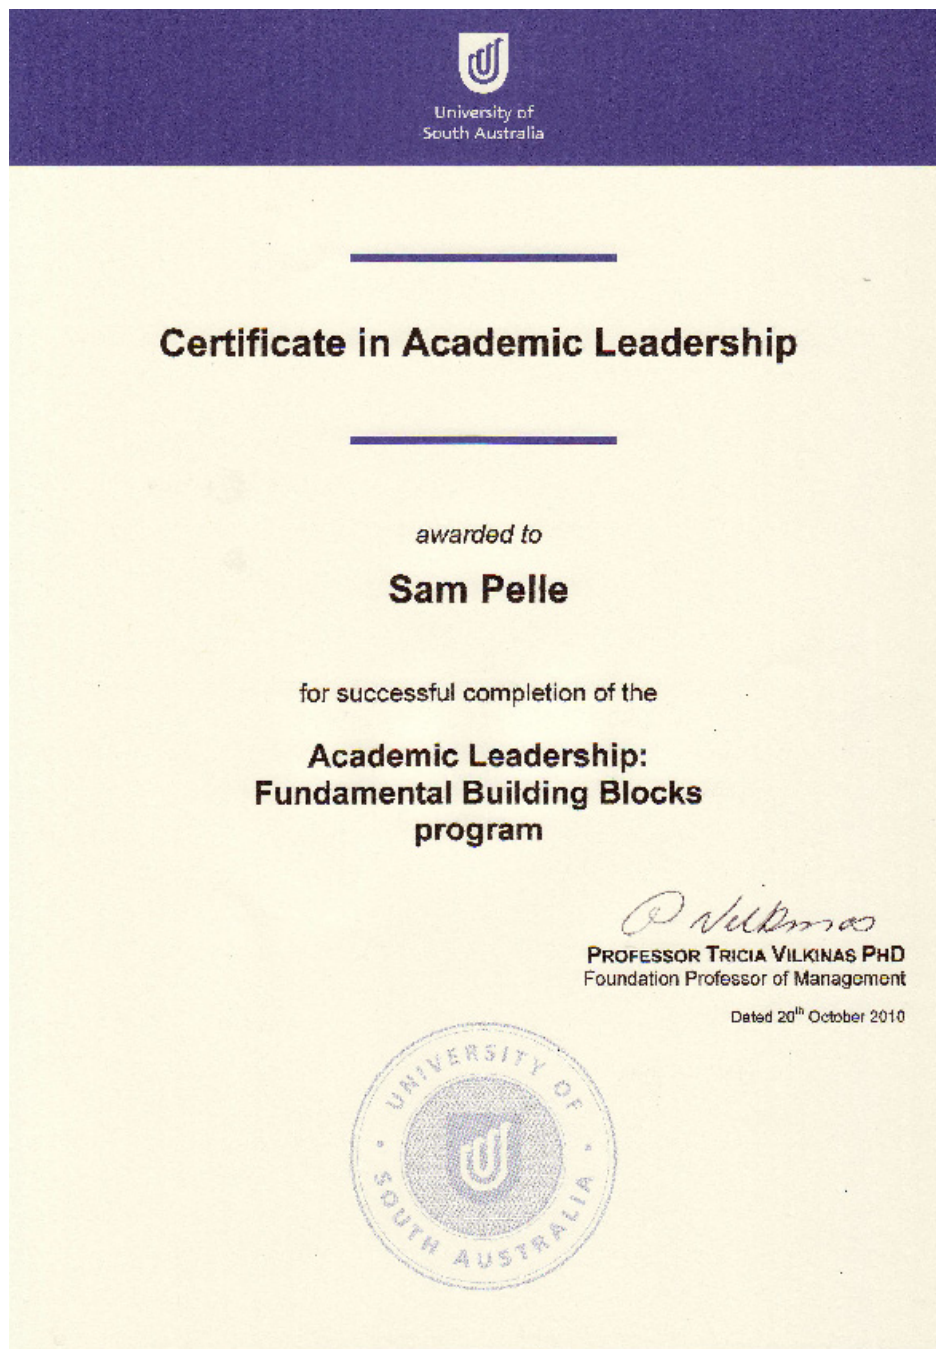 University of
South Australia
Certificate in Academic Leadership
awarded to
Sam Pelle
for successful completion of the
Academic Leadership:
Fundamental Building Blocks
program
P Vilkinas
PROFESSOR TRICIA VILKINAS PHD
Foundation Professor of Management
Dated 20th October 2010
UNIVERSITY OF
SOUTH AUSTRALIA